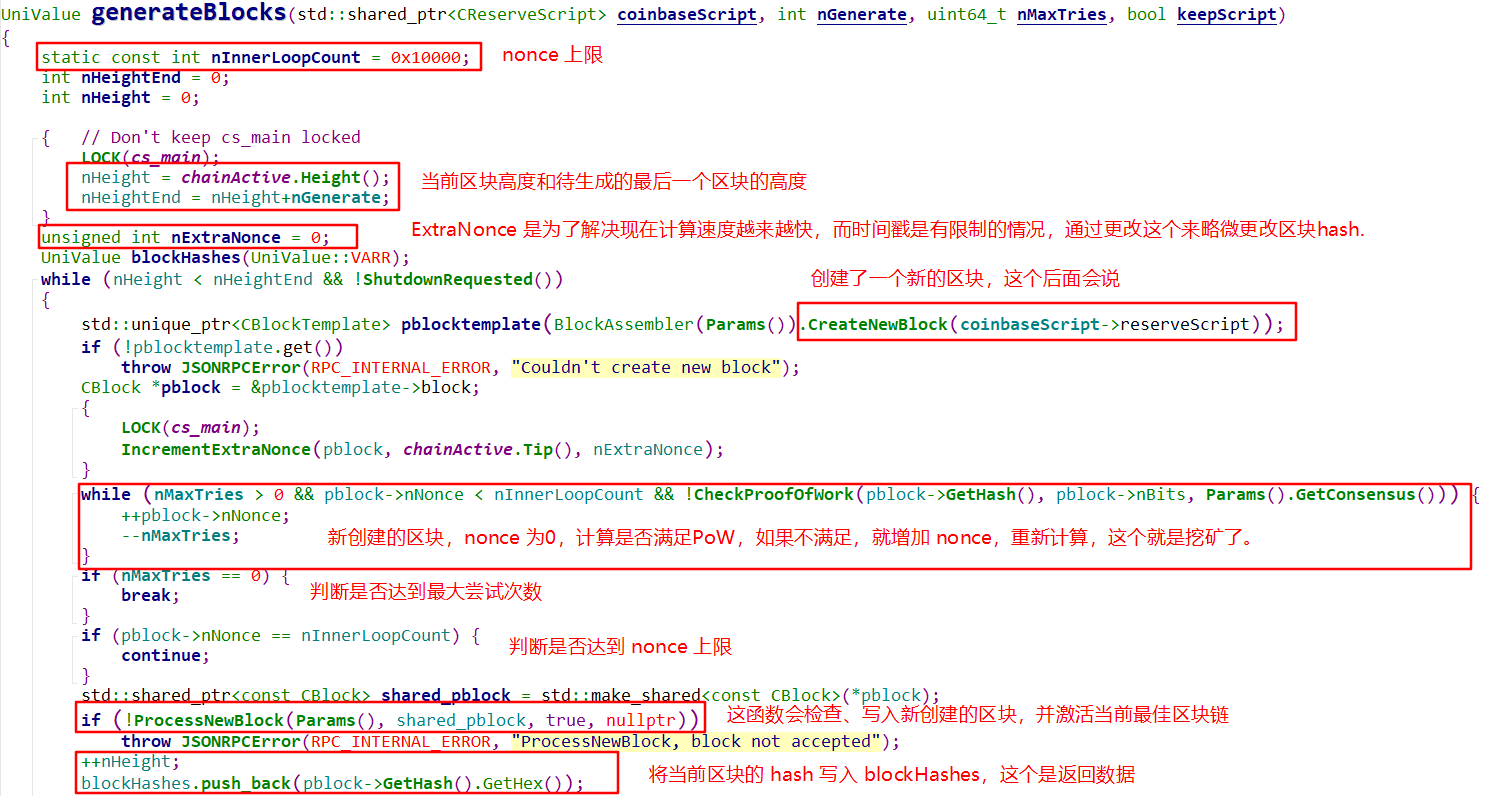 UniValue generateBlocks(std::shared_ptr<CReserveScript> coinbaseScript, int nGenerate, uint64_t nMaxTries, bool keepScript)
{
static const int nInnerLoopCount = 0x10000; nonce 上限
int nHeightEnd = 0;
int nHeight = 0;
{ // Don't keep cs_main locked
LOCK(cs_main);
nHeight = chainActive.Height(); 当前区块高度和待生成的最后一个区块的高度
nHeightEnd = nHeight+nGenerate;
}
unsigned int nExtraNonce = 0; ExtraNonce 是为了解决现在计算速度越来越快，而时间戳是有限制的情况，通过更改这个来略微更改区块hash.
UniValue blockHashes(UniValue::VARR);
while (nHeight < nHeightEnd && !ShutdownRequested()) 创建了一个新的区块，这个后面会说
{
std::unique_ptr<CBlockTemplate> pblocktemplate(BlockAssembler(Params()).CreateNewBlock(coinbaseScript->reserveScript));
if (!pblocktemplate.get())
throw JSONRPCError(RPC_INTERNAL_ERROR, "Couldn't create new block");
CBlock *pblock = &pblocktemplate->block;
{
LOCK(cs_main);
IncrementExtraNonce(pblock, chainActive.Tip(), nExtraNonce);
}
while (nMaxTries > 0 && pblock->nNonce < nInnerLoopCount && !CheckProofOfWork(pblock->GetHash(), pblock->nBits, Params().GetConsensus())) {
++pblock->nNonce;
--nMaxTries; 新创建的区块，nonce 为0，计算是否满足PoW，如果不满足，就增加 nonce，重新计算，这个就是挖矿了。
}
if (nMaxTries == 0) {
break; 判断是否达到最大尝试次数
}
if (pblock->nNonce == nInnerLoopCount) {
continue; 判断是否达到 nonce 上限
}
std::shared_ptr<const CBlock> shared_pblock = std::make_shared<const CBlock>(*pblock);
if (!ProcessNewBlock(Params(), shared_pblock, true, nullptr)) 这函数会检查、写入新创建的区块，并激活当前最佳区块链
throw JSONRPCError(RPC_INTERNAL_ERROR, "ProcessNewBlock, block not accepted");
++nHeight;
blockHashes.push_back(pblock->GetHash().GetHex()); 将当前区块的 hash 写入 blockHashes，这个是返回数据